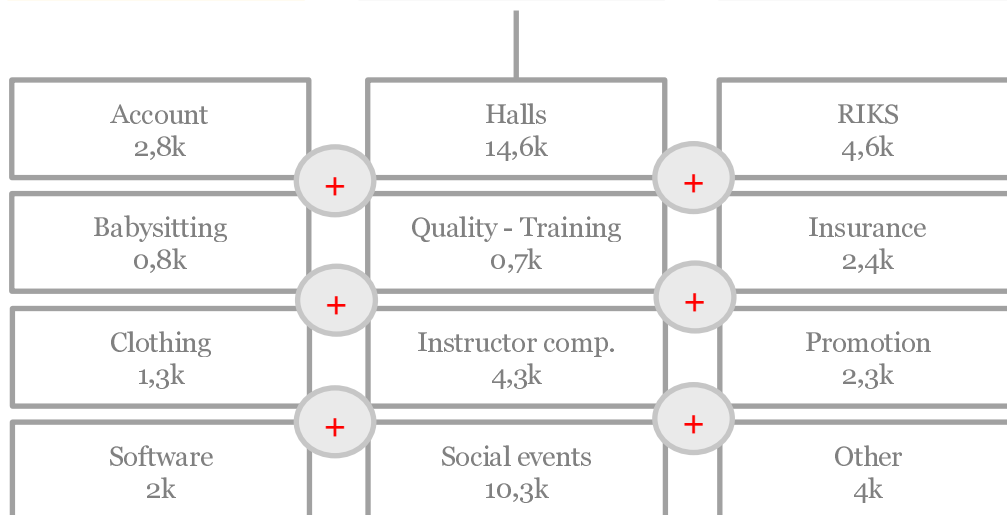 Account
2,8k
Halls
14,6k
RIKS
4,6k
+
+
Babysitting
0,8k
Quality - Training
0,7k
Insurance
2,4k
+
+
Clothing
1,3k
Instructor comp.
4,3k
Promotion
2,3k
+
+
Software
2k
Social events
10,3k
Other
4k